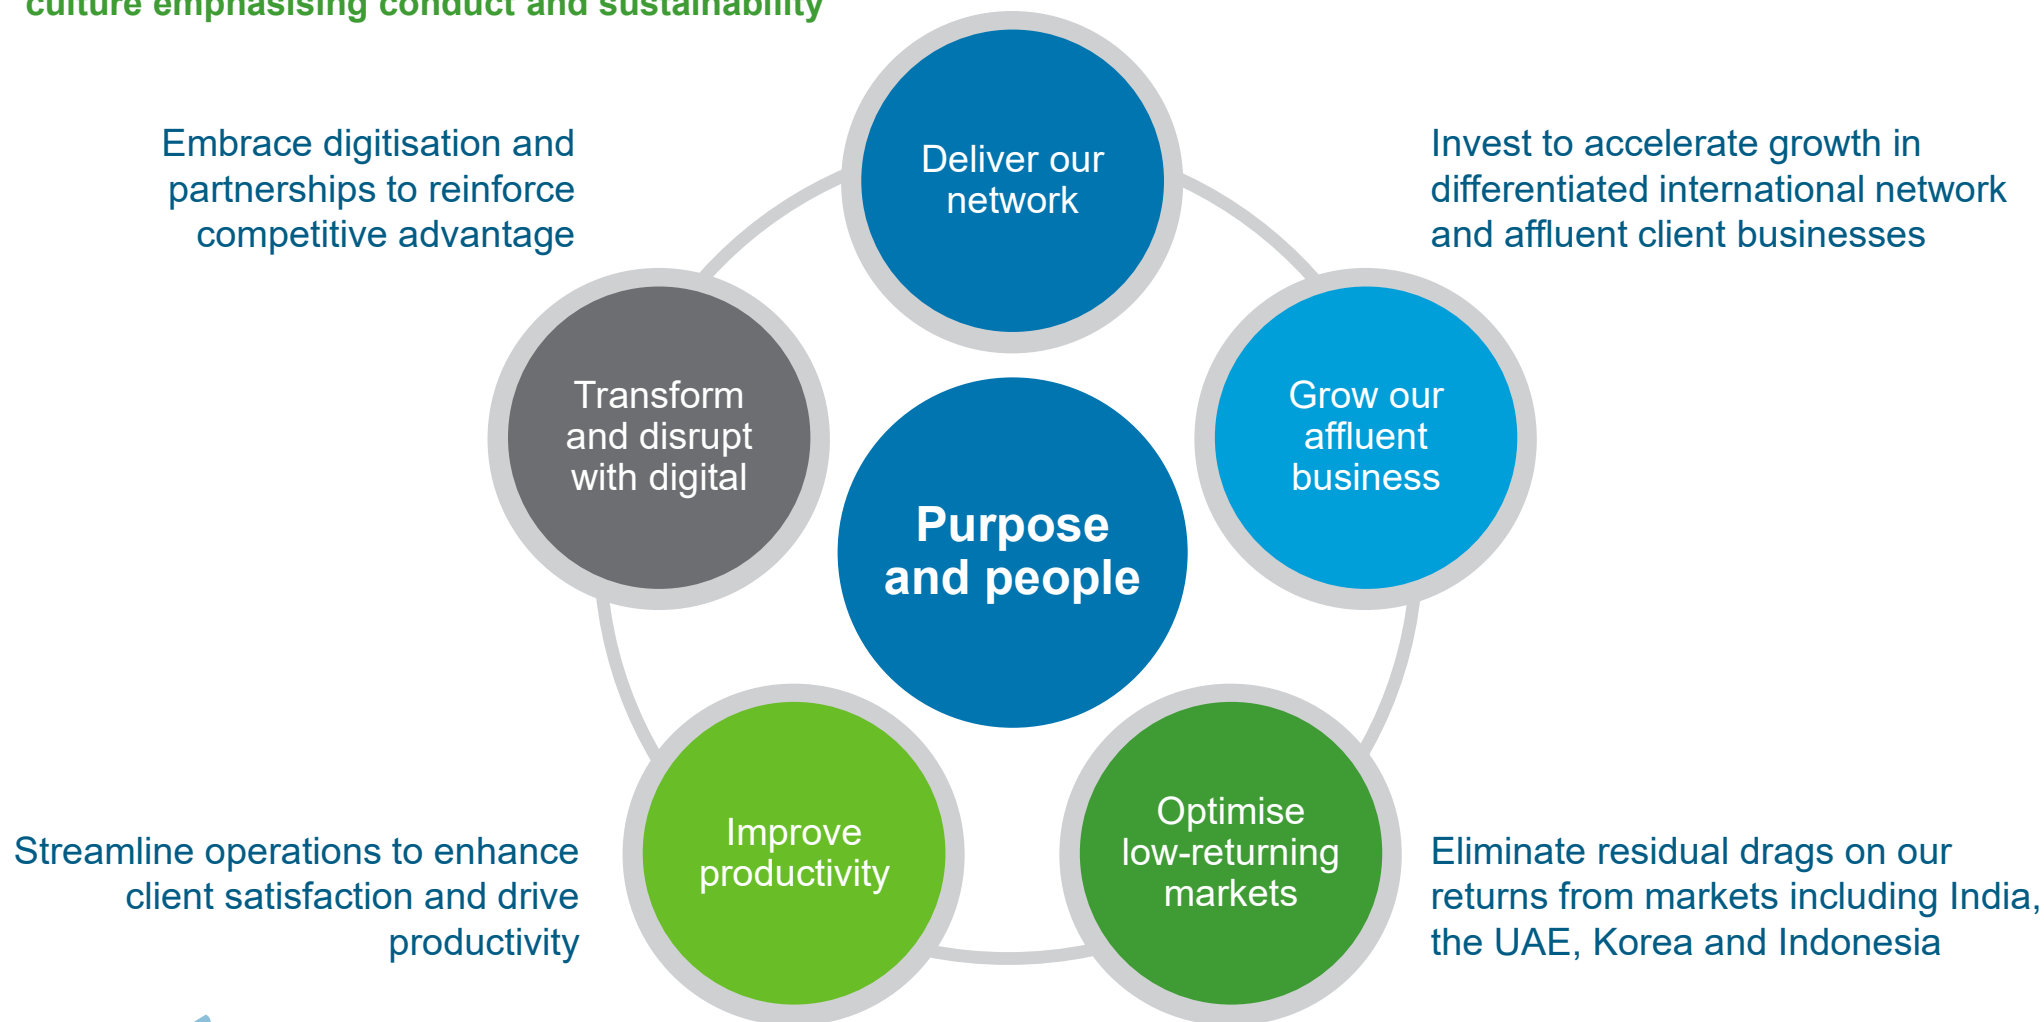 culture emphasising conduct and sustainability
Deliver our
network
Embrace digitisation and
partnerships to reinforce
competitive advantage
Invest to accelerate growth in
differentiated international network
and affluent client businesses
Transform
and disrupt
with digital
Grow our
affluent
business
Purpose
and people
Improve
productivity
Optimise
low-returning
markets
Streamline operations to enhance
client satisfaction and drive
productivity
Eliminate residual drags on our
returns from markets including India,
the UAE, Korea and Indonesia